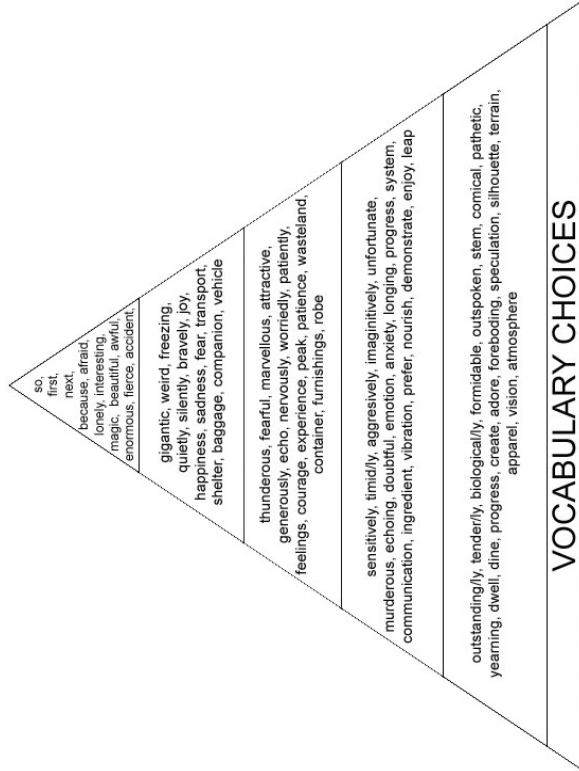 so,
first,
next,
because, afraid,
lonely, interesting,
magic, beautiful, awful,
enormous, fierce, accident,
gigantic, weird, freezing,
quietly, silently, bravely, joy,
happiness, sadness, fear, transport,
shelter, baggage, companion, vehicle
thunderous, fearful, marvellous, attractive,
generously, echo, nervously, worriedly, patiently,
feelings, courage, experience, peak, patience, wasteland,
container, furnishings, robe
sensitively, timid/ly, aggresively, imaginitively, unfortunate,
murderous, echoing, doubtful, emotion, anxiety, longing, progress, system,
communication, ingredient, vibration, prefer, nourish, demonstrate, enjoy, leap
outstanding/ly, tender/ly, biological/ly, formidable, outspoken, stem, comical, pathetic,
yearning, dwell, dine, progress, create, adore, foreboding, speculation, silhouette, terrain,
apparel, vision, atmosphere
VOCABULARY CHOICES